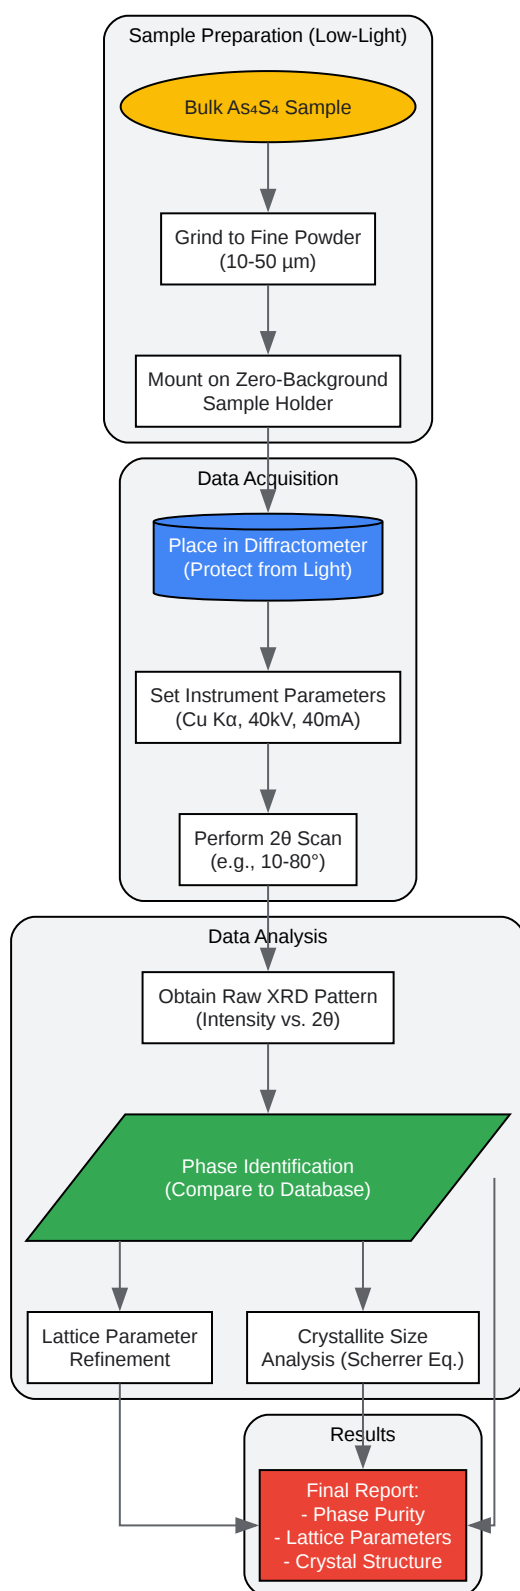 Sample Preparation (Low-Light)
Bulk As₄S₄ Sample
Grind to Fine Powder
(10-50 µm)
Mount on Zero-Background
Sample Holder
Data Acquisition
Place in Diffractometer
(Protect from Light)
Set Instrument Parameters
(Cu Kα, 40kV, 40mA)
Perform 2θ Scan
(e.g., 10-80°)
Data Analysis
Obtain Raw XRD Pattern
(Intensity vs. 2θ)
Phase Identification
(Compare to Database)
Lattice Parameter
Refinement
Crystallite Size
Analysis (Scherrer Eq.)
Results
Final Report:
- Phase Purity
- Lattice Parameters
- Crystal Structure